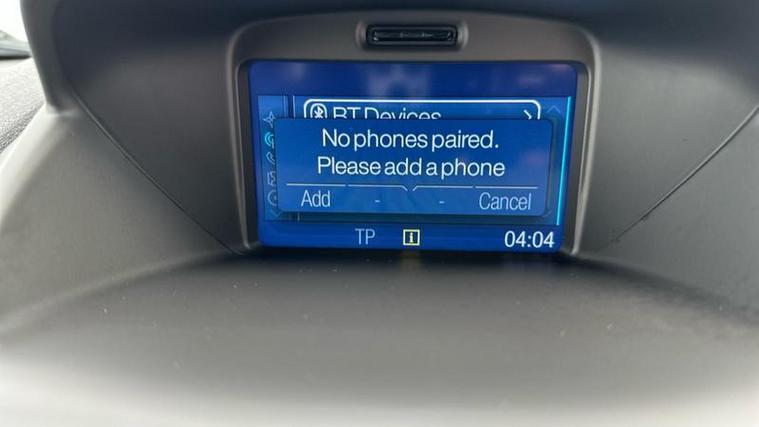 BT Devices
No phones paired.
Please add a phone
Add - - Cancel
TP i 04:04